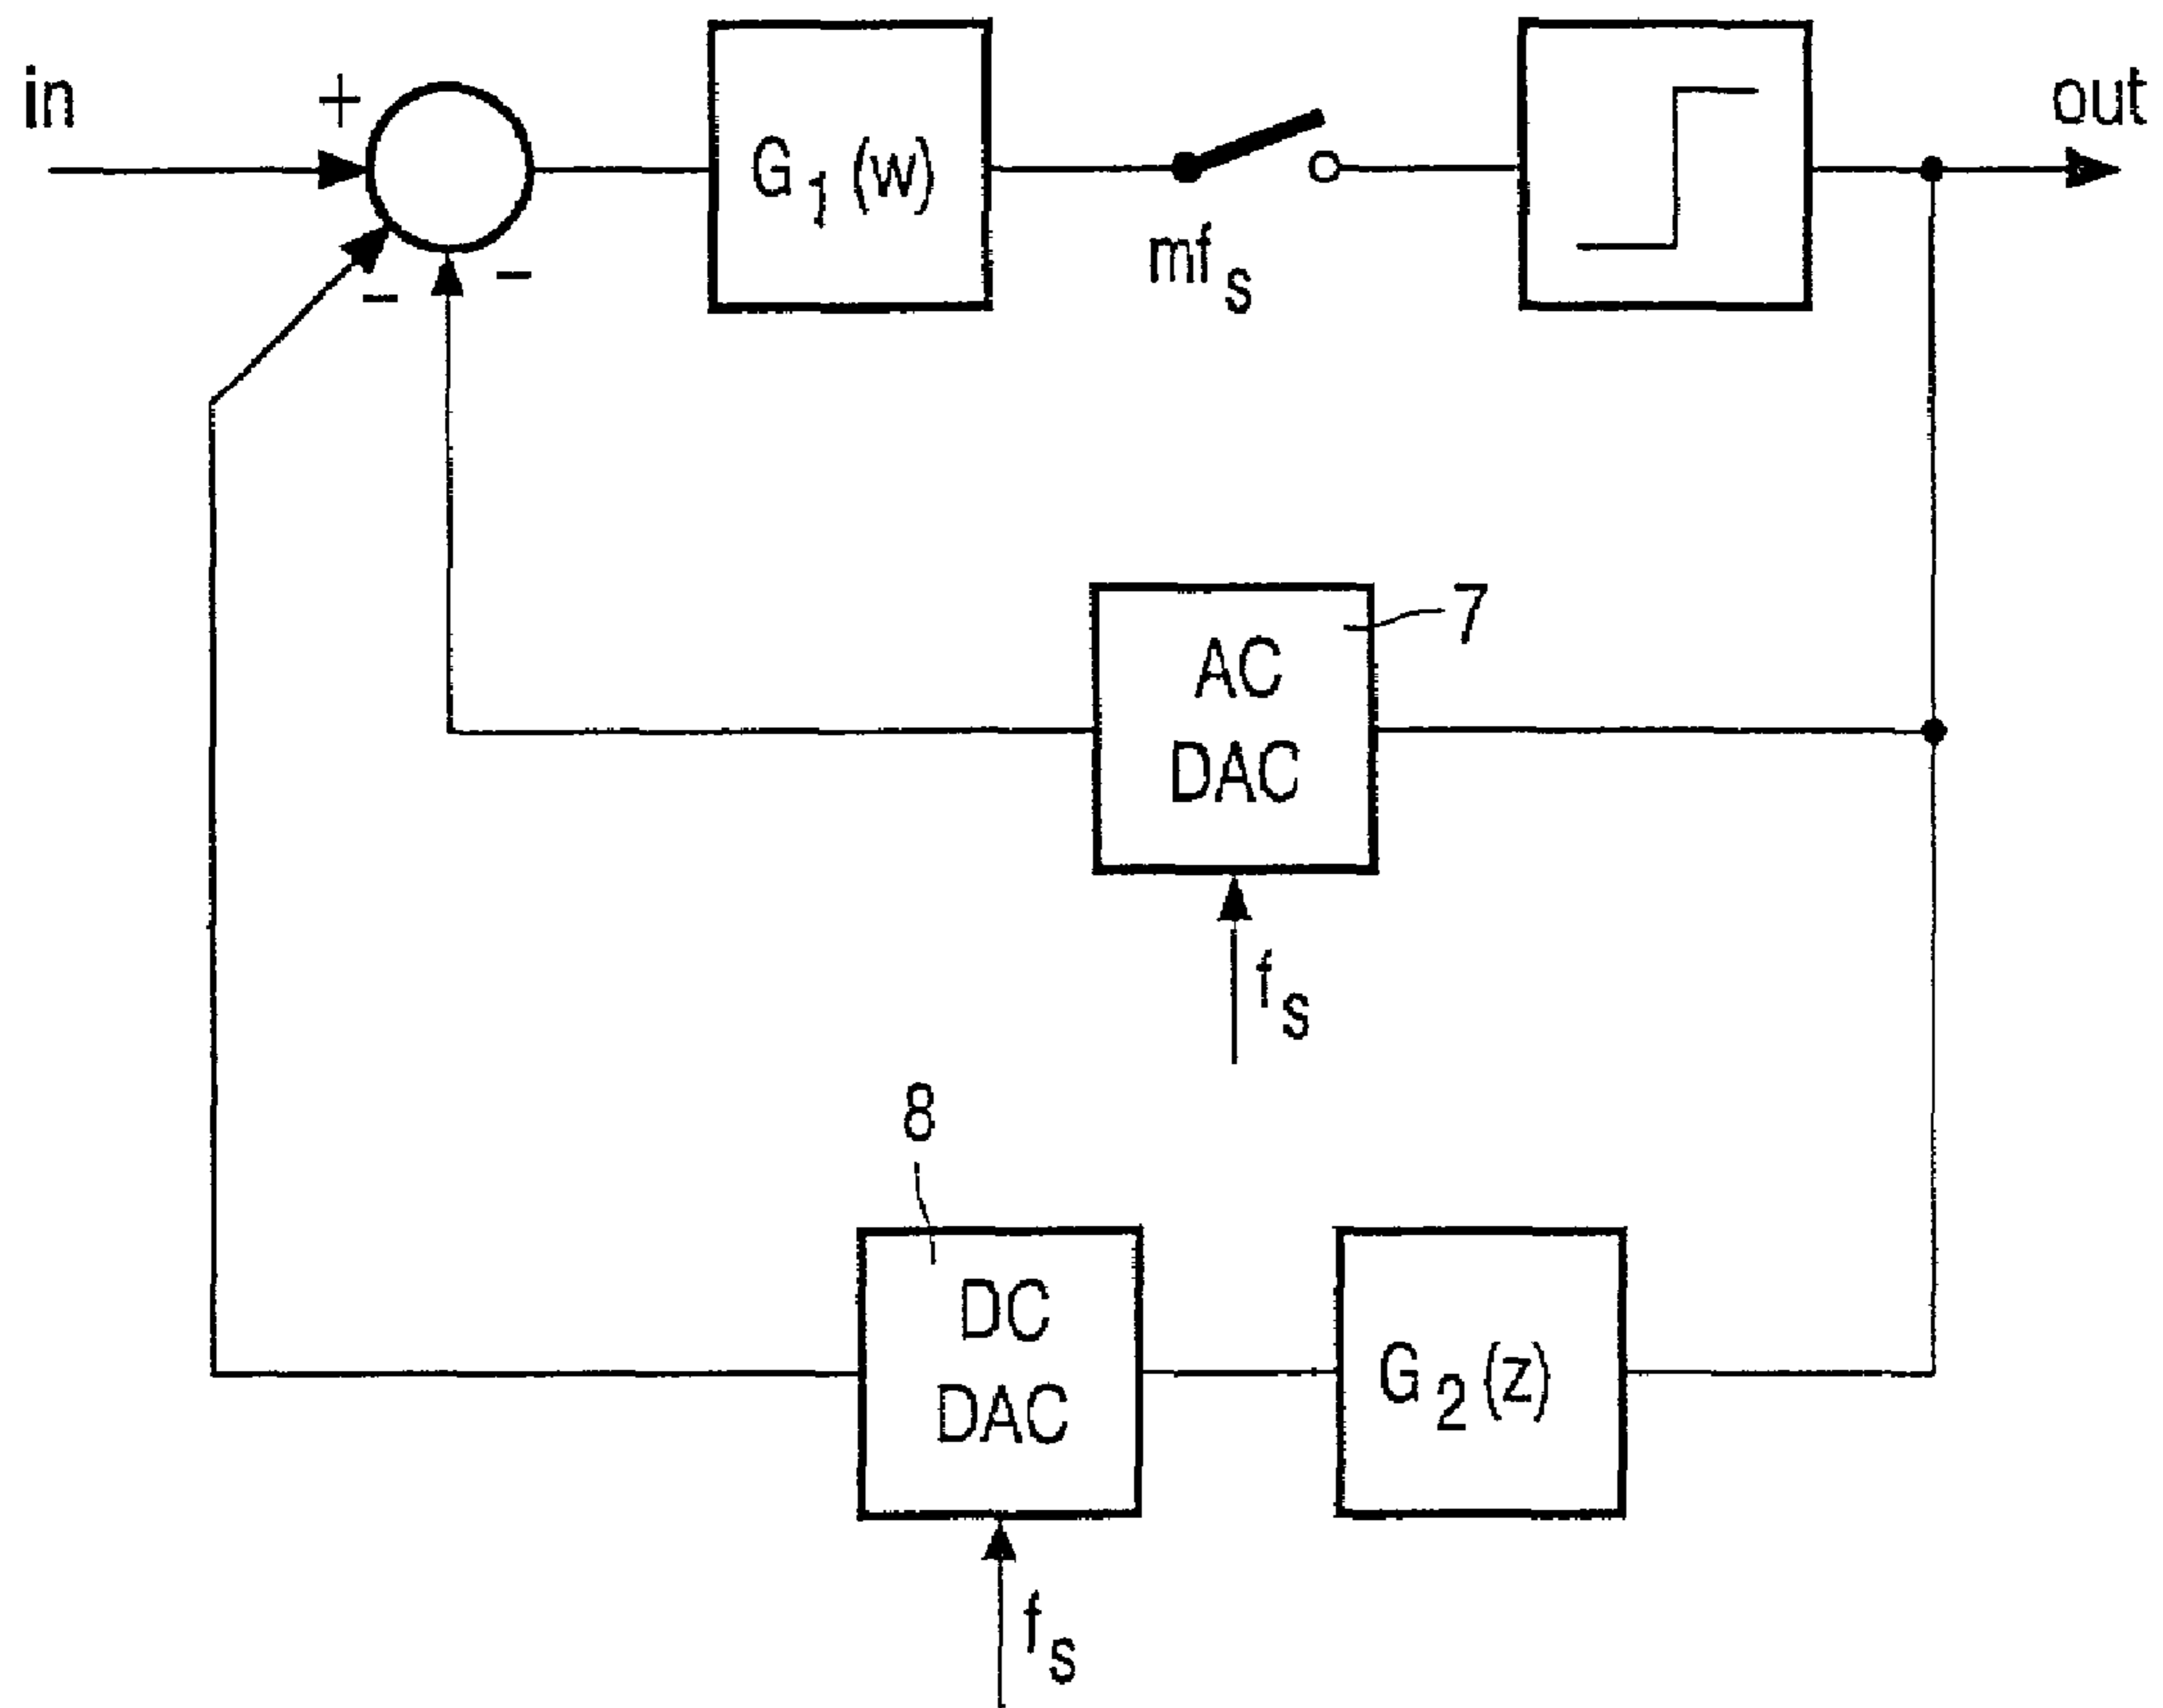 in
+
G₁(w)
mfₛ
out
-
-
7
AC
DAC
fₛ
8
DC
DAC
G₂(z)
fₛ